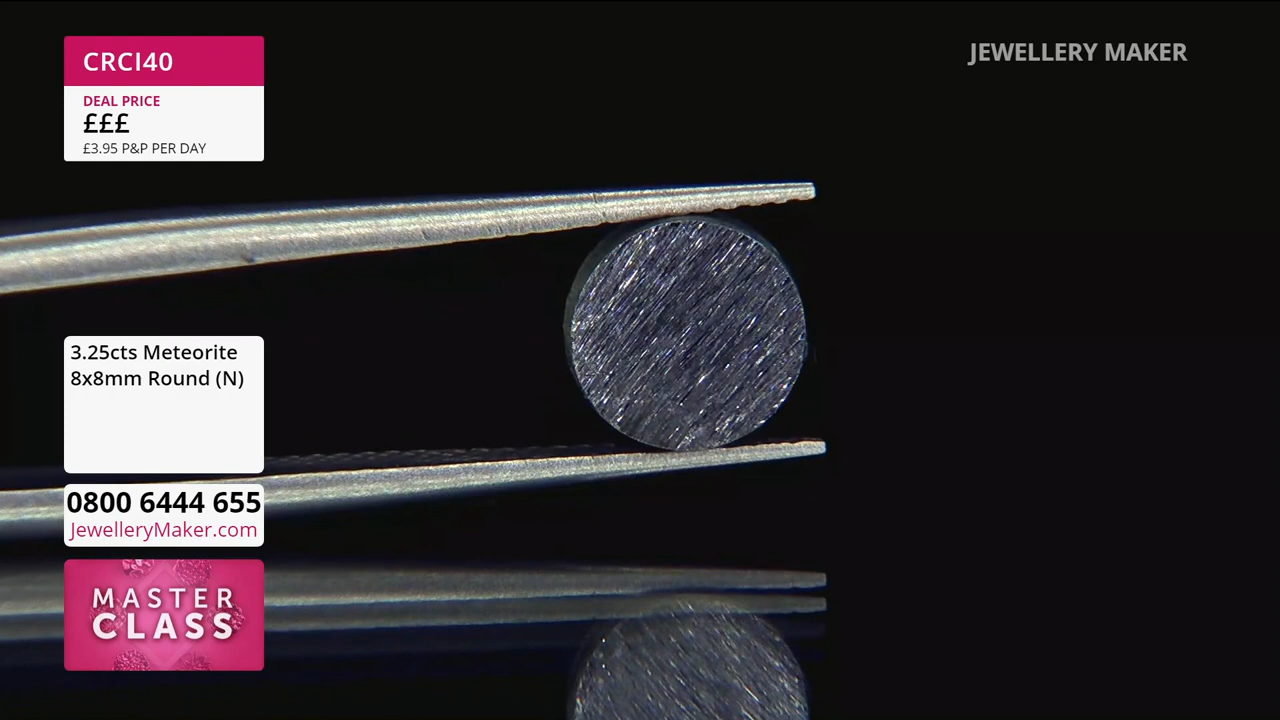 CRCI40
DEAL PRICE
£££
£3.95 P&P PER DAY
JEWELLERY MAKER
3.25cts Meteorite
8x8mm Round (N)
0800 6444 655
JewelleryMaker.com
MASTER
CLASS